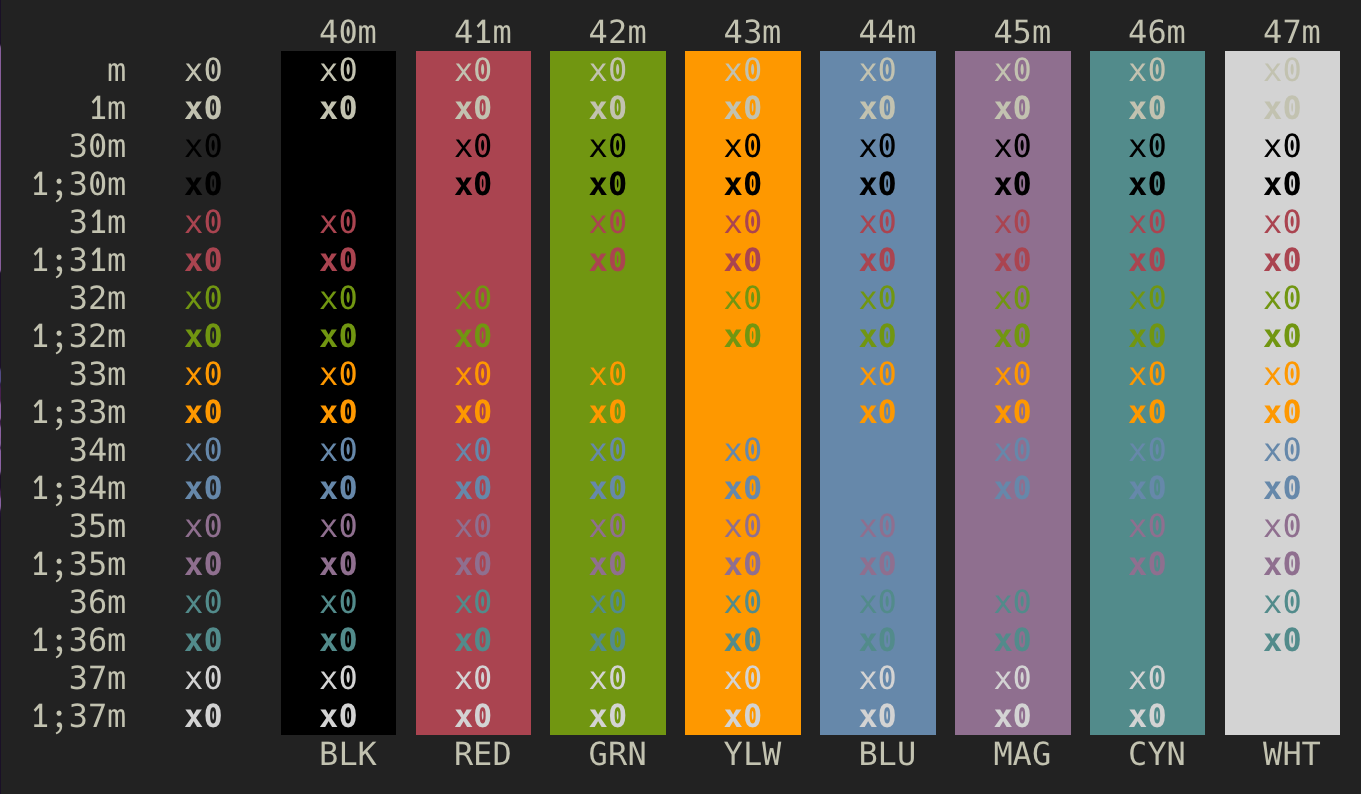 40m 41m 42m 43m 44m 45m 46m 47m
m x0 x0 x0 x0 x0 x0 x0 x0 x0
1m x0 x0 x0 x0 x0 x0 x0 x0 x0
30m x0 x0 x0 x0 x0 x0 x0 x0
1;30m x0 x0 x0 x0 x0 x0 x0 x0
31m x0 x0 x0 x0 x0 x0 x0 x0
1;31m x0 x0 x0 x0 x0 x0 x0 x0
32m x0 x0 x0 x0 x0 x0 x0 x0
1;32m x0 x0 x0 x0 x0 x0 x0 x0
33m x0 x0 x0 x0 x0 x0 x0 x0
1;33m x0 x0 x0 x0 x0 x0 x0 x0
34m x0 x0 x0 x0 x0 x0 x0 x0
1;34m x0 x0 x0 x0 x0 x0 x0 x0
35m x0 x0 x0 x0 x0 x0 x0 x0
1;35m x0 x0 x0 x0 x0 x0 x0 x0
36m x0 x0 x0 x0 x0 x0 x0 x0
1;36m x0 x0 x0 x0 x0 x0 x0 x0
37m x0 x0 x0 x0 x0 x0 x0 x0
1;37m x0 x0 x0 x0 x0 x0 x0 x0
BLK RED GRN YLW BLU MAG CYN WHT